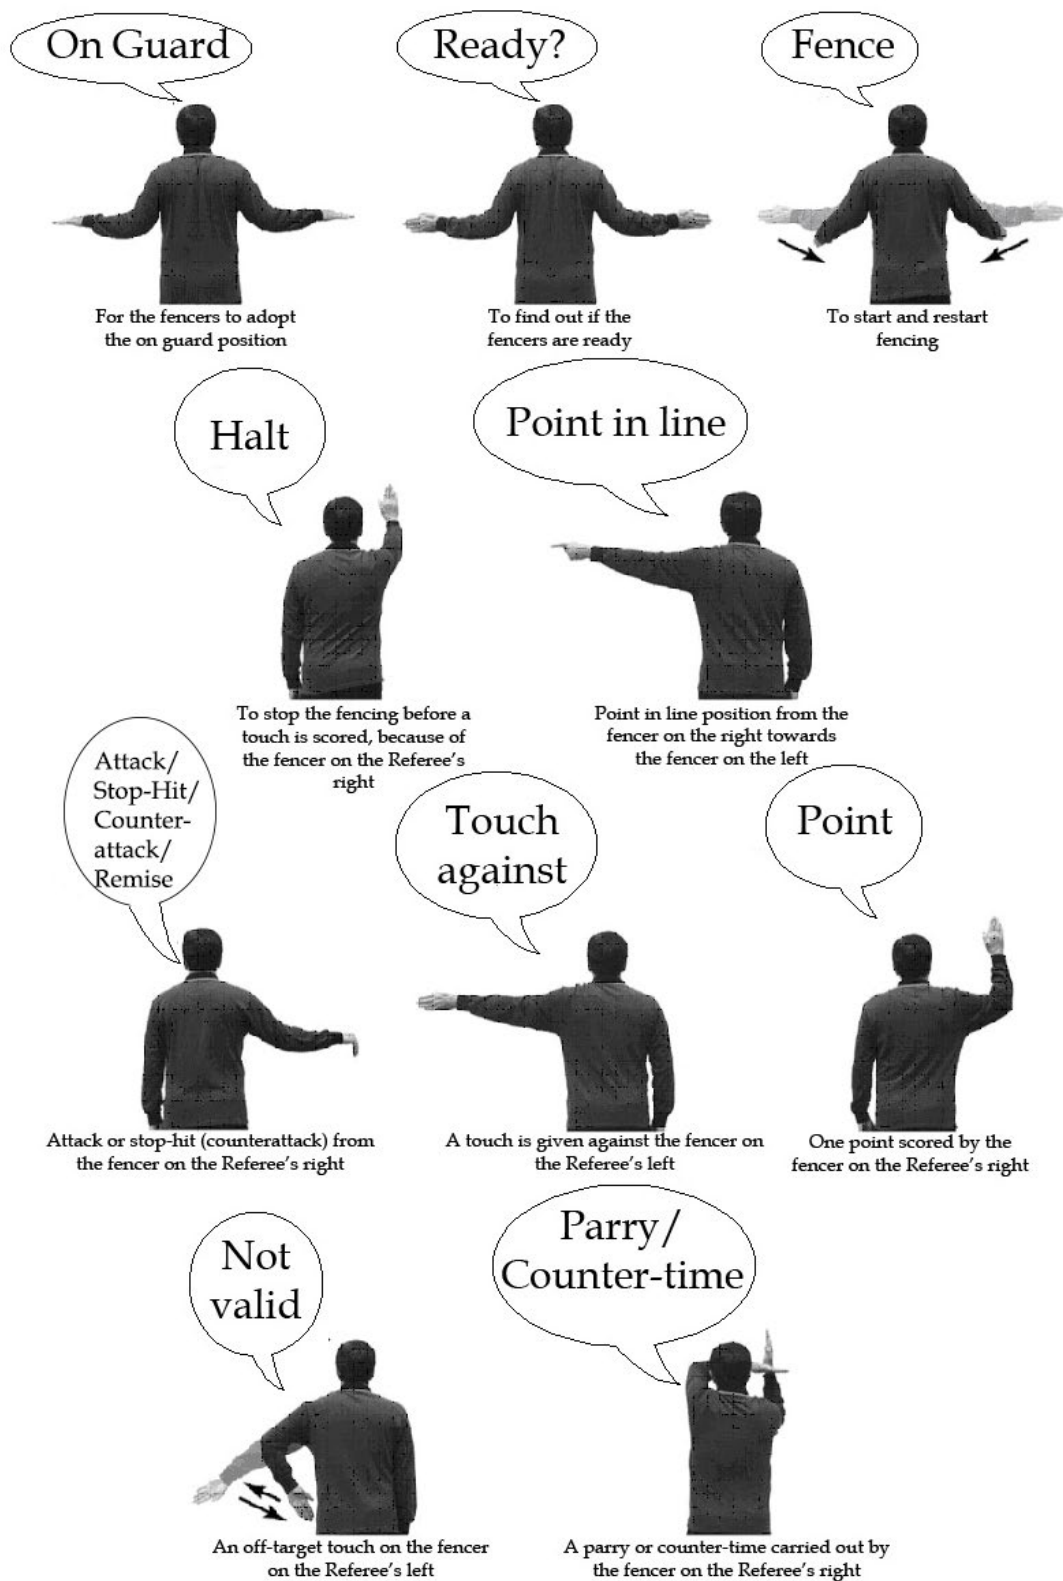 On Guard
Ready?
Fence
For the fencers to adopt
the on guard position
To find out if the
fencers are ready
To start and restart
fencing
Halt
Point in line
To stop the fencing before a
touch is scored, because of
the fencer on the Referee's
right
Point in line position from the
fencer on the right towards
the fencer on the left
Attack/
Stop-Hit/
Counter-
attack/
Remise
Touch
against
Point
Attack or stop-hit (counterattack) from
the fencer on the Referee's right
A touch is given against the fencer on
the Referee's left
One point scored by the
fencer on the Referee's right
Not
valid
Parry/
Counter-time
An off-target touch on the fencer
on the Referee's left
A parry or counter-time carried out by
the fencer on the Referee's right